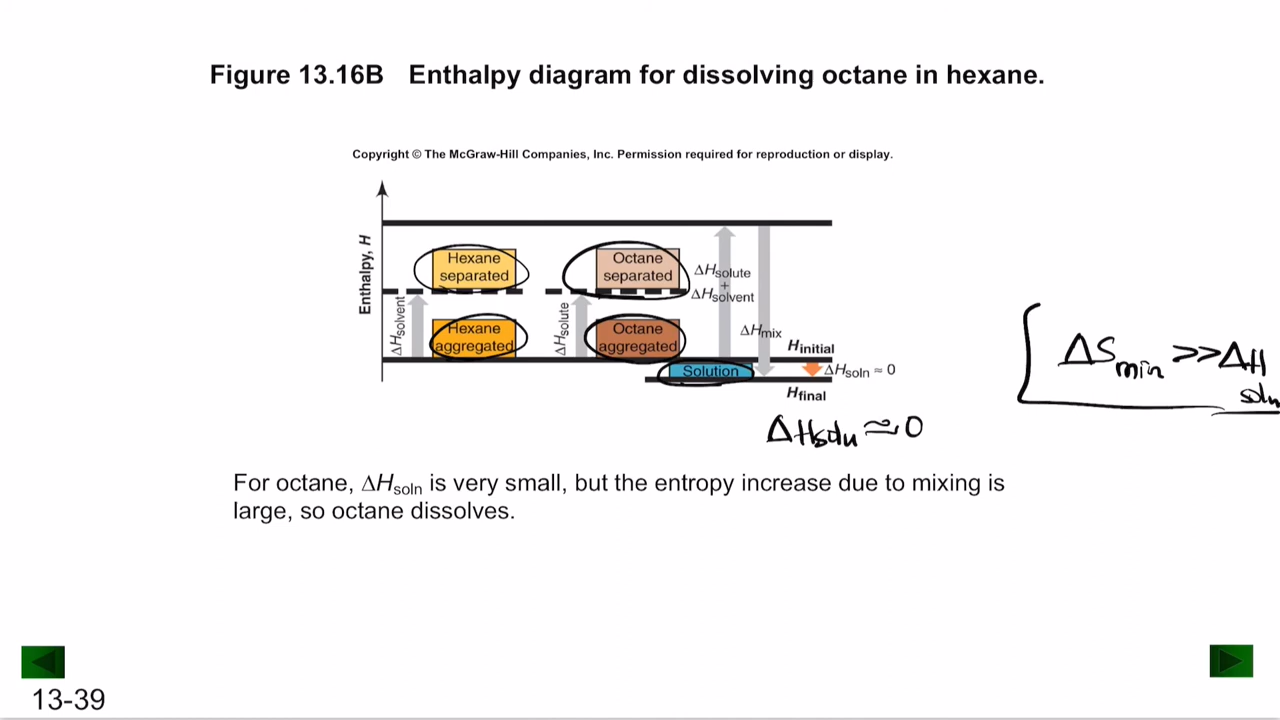 Figure 13.16B Enthalpy diagram for dissolving octane in hexane.
Copyright © The McGraw-Hill Companies, Inc. Permission required for reproduction or display.
Enthalpy, H
Hexane
separated
Octane
separated
ΔHsolute
+
ΔHsolvent
ΔHsolvent
Hexane
aggregated
ΔHsolute
Octane
aggregated
ΔHmix
Hinitial
Solution
ΔHsoln ≈ 0
Hfinal
ΔHsoln ≈ 0
ΔSmin >> ΔH
soln
For octane, ΔHsoln is very small, but the entropy increase due to mixing is
large, so octane dissolves.
13-39